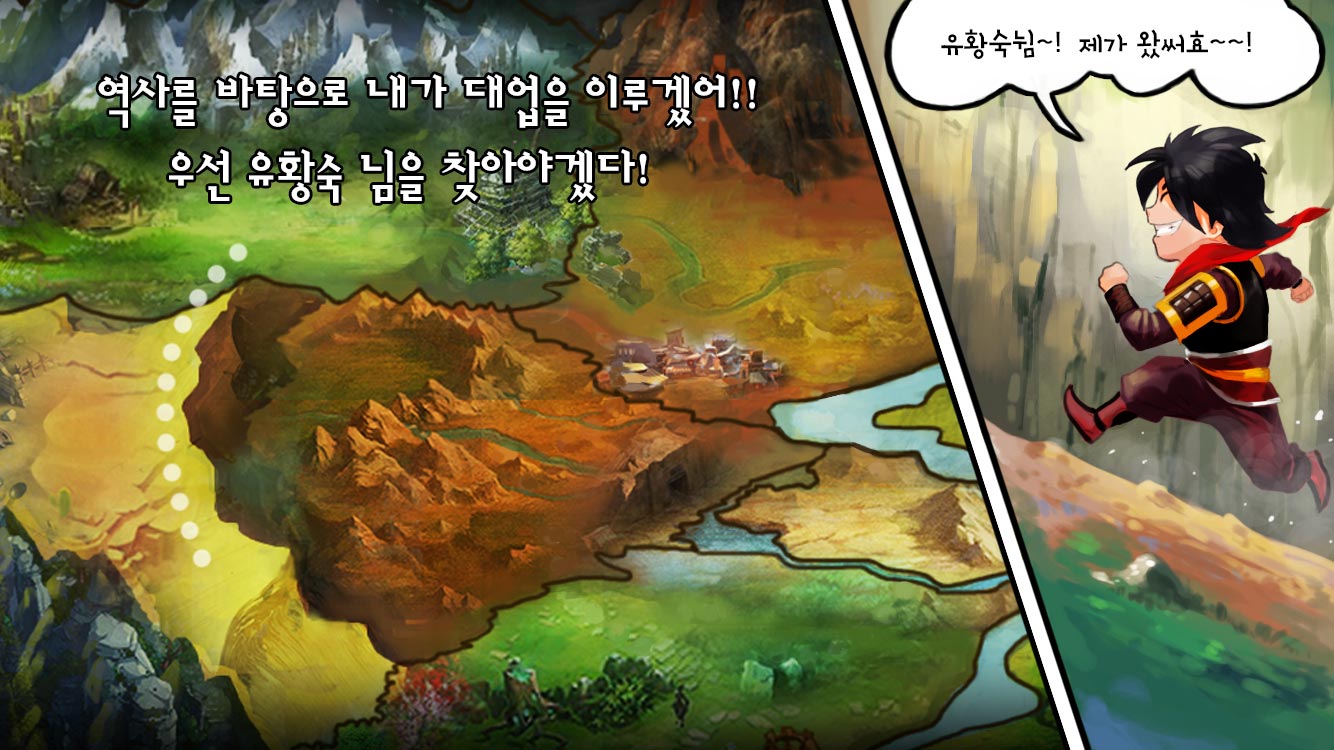 역사를 바탕으로 내가 대업을 이루겠어!!
우선 유황숙 님을 찾아야겠다!
유황숙님~! 제가 왔써효~~!